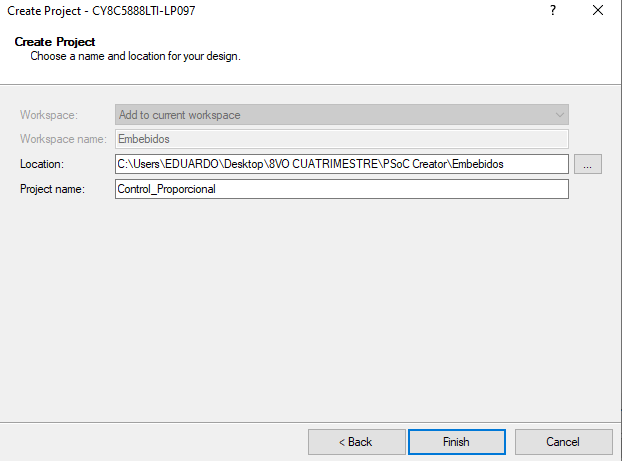 Create Project - CY8C5888LTI-LP097
?
Create Project
Choose a name and location for your design.
Workspace: Add to current workspace
Workspace name: Embebidos
Location: C:\Users\EDUARDO\Desktop\8VO CUATRIMESTRE\PSoC Creator\Embebidos ...
Project name: Control_Proporcional
< Back Finish Cancel